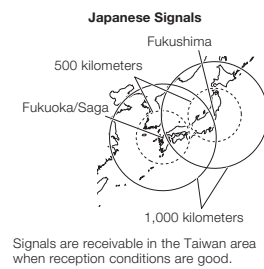 Japanese Signals
Fukushima
500 kilometers
Fukuoka/Saga
1,000 kilometers
Signals are receivable in the Taiwan area
when reception conditions are good.